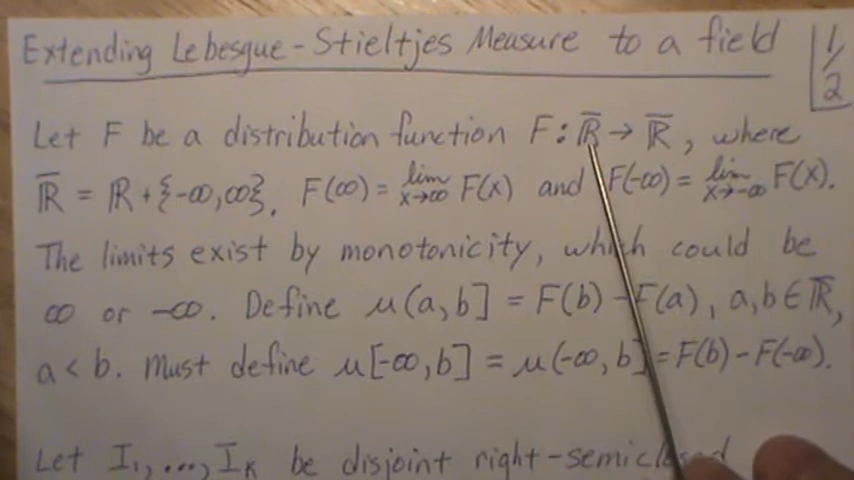 Extending Lebesgue-Stieltjes Measure to a field
1/2
Let F be a distribution function F: ℝ̅ → ℝ̅, where
ℝ̅ = ℝ + {-∞,∞}. F(∞) = lim x→∞ F(x) and F(-∞) = lim x→-∞ F(x).
The limits exist by monotonicity, which could be
∞ or -∞. Define μ(a,b] = F(b) - F(a), a,b ∈ ℝ̅,
a < b. Must define μ[-∞,b] = μ(-∞,b] = F(b) - F(-∞).
Let I₁,...,Iₖ be disjoint right-semiclosed